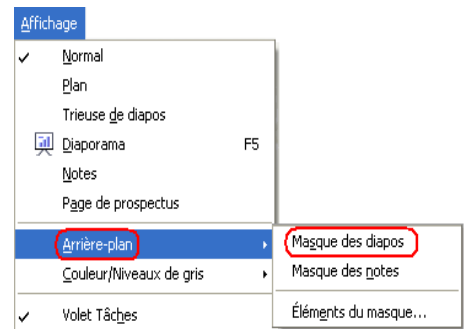 Affichage
Normal
Plan
Trieuse de diapos
Diaporama F5
Notes
Page de prospectus
Arrière-plan
Couleur/Niveaux de gris
Volet Tâches
Masque des diapos
Masque des notes
Éléments du masque...